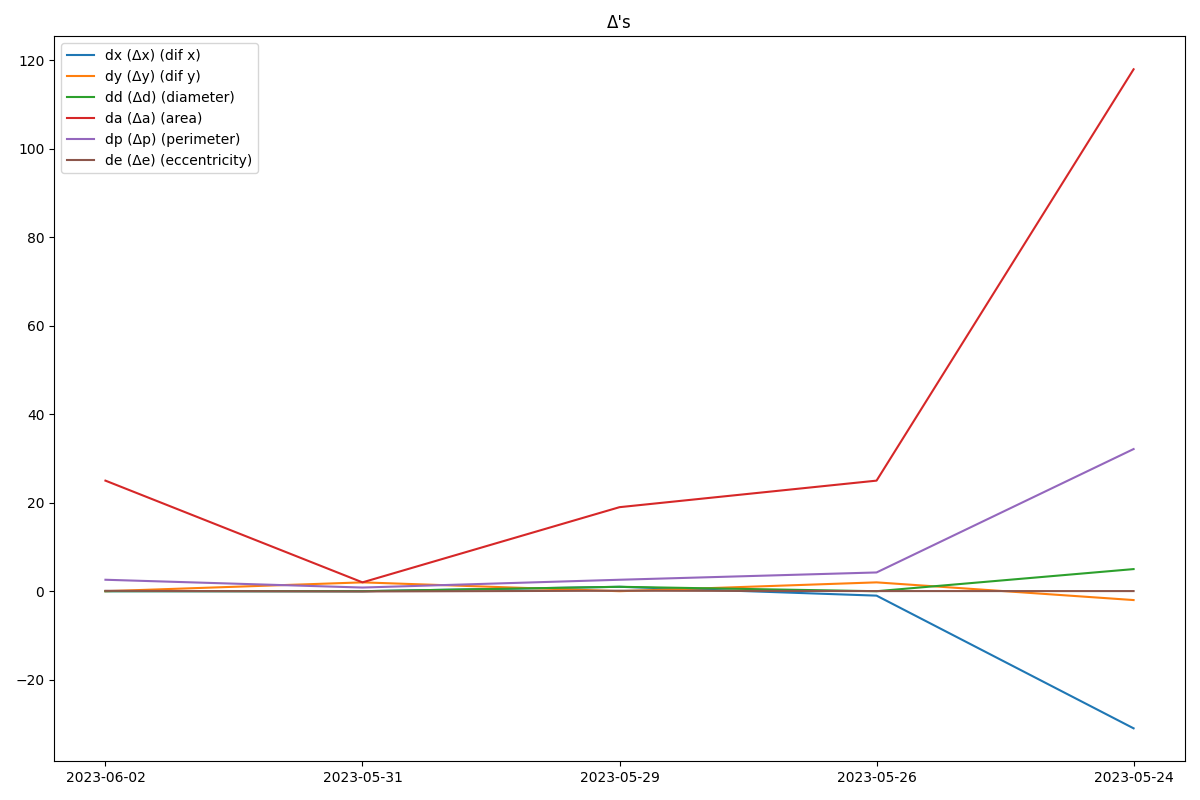 Δ's
dx (Δx) (dif x)
dy (Δy) (dif y)
dd (Δd) (diameter)
da (Δa) (area)
dp (Δp) (perimeter)
de (Δe) (eccentricity)
120
100
80
60
40
20
0
−20
2023-06-02 2023-05-31 2023-05-29 2023-05-26 2023-05-24